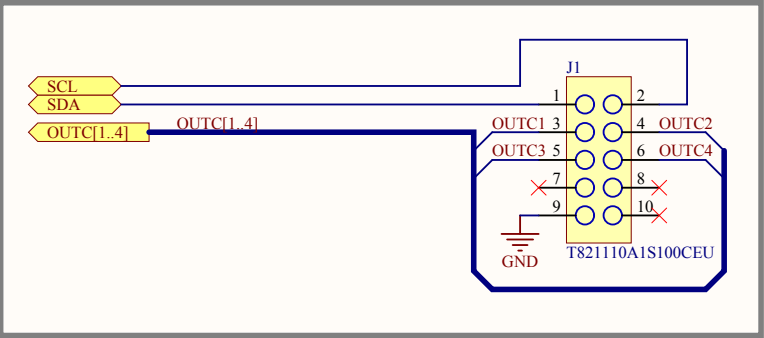 J1
SCL
SDA
1
2
OUTC[1..4]
OUTC[1..4]
OUTC1
3
4
OUTC2
OUTC3
5
6
OUTC4
7
8
9
10
GND
T821110A1S100CEU